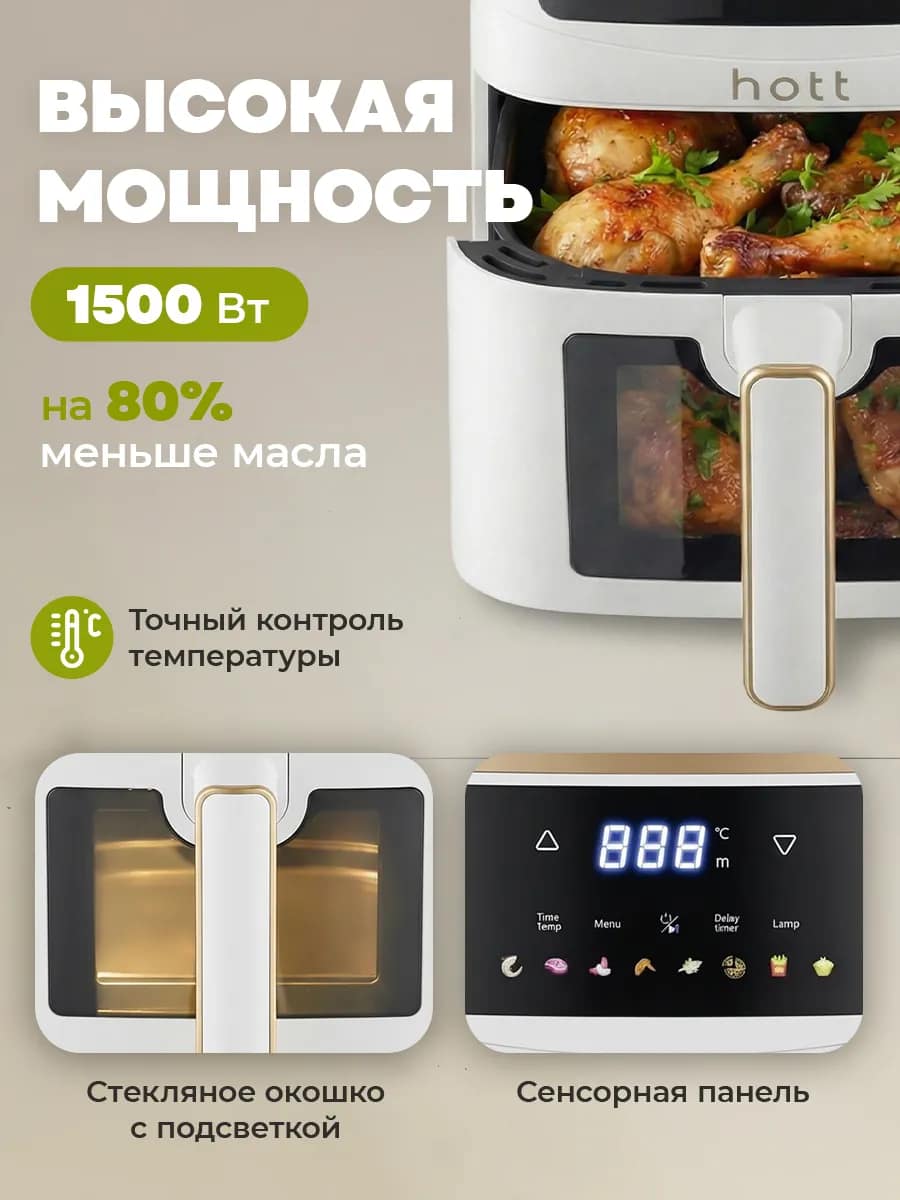 hott
ВЫСОКАЯ
МОЩНОСТЬ
1500 Вт
на 80%
меньше масла
°C
Точный контроль
температуры
888 °C
m
Time
Temp
Menu
Delay
timer
Lamp
Стекляное окошко
с подсветкой
Сенсорная панель